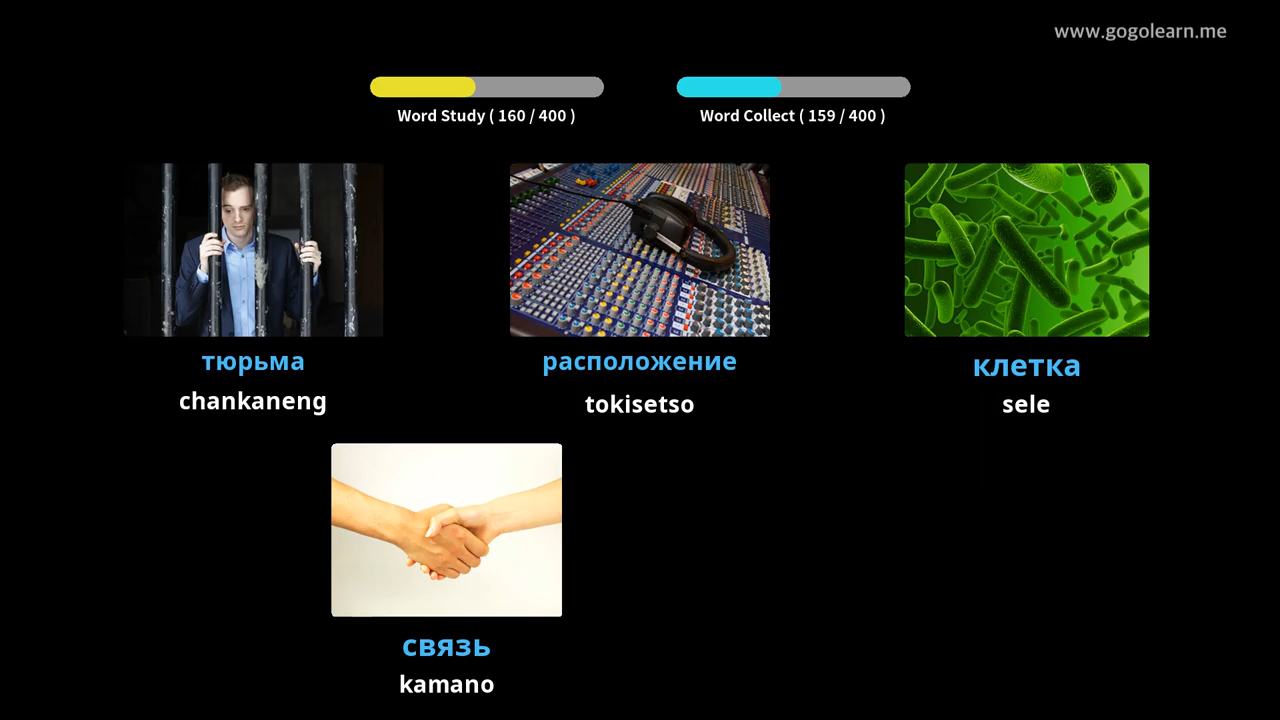 www.gogolearn.me
Word Study ( 160 / 400 )
Word Collect ( 159 / 400 )
тюрьма
chankaneng
расположение
tokisetso
клетка
sele
связь
kamano